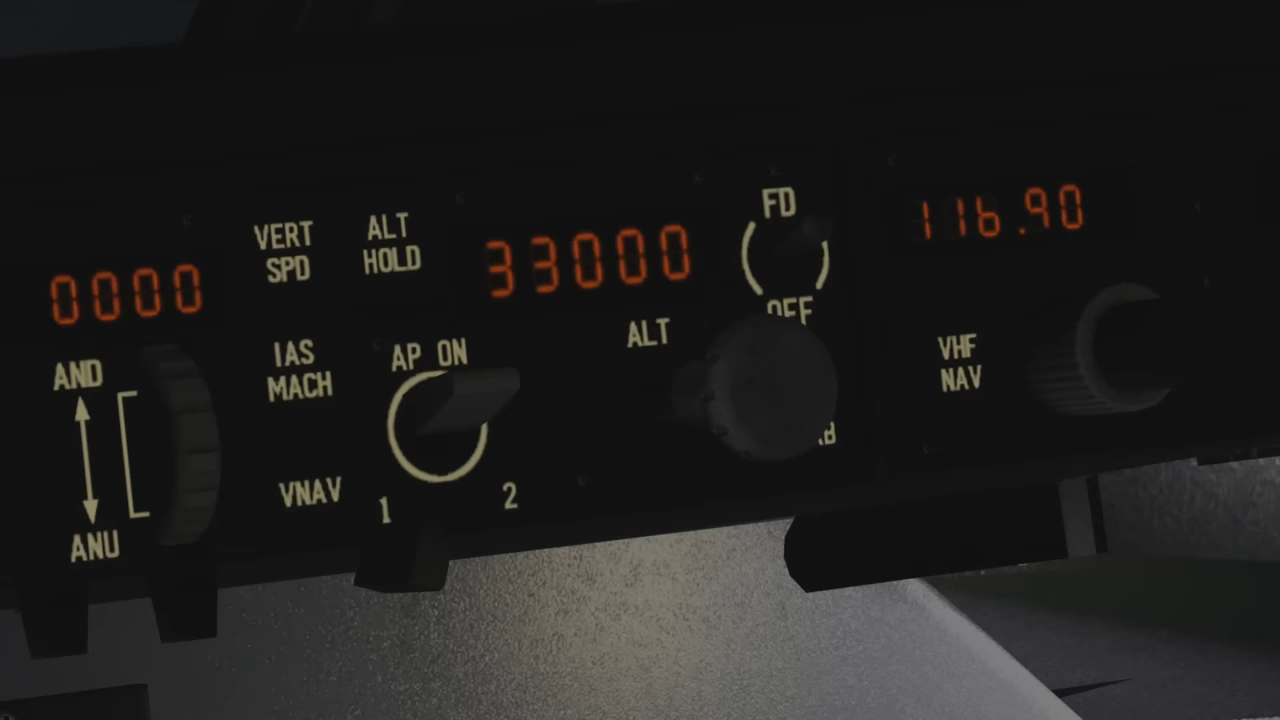 0000
VERT
SPD
ALT
HOLD
33000
FD
OFF
116.90
AND
ANU
IAS
MACH
VNAV
AP ON
1
2
ALT
VHF
NAV